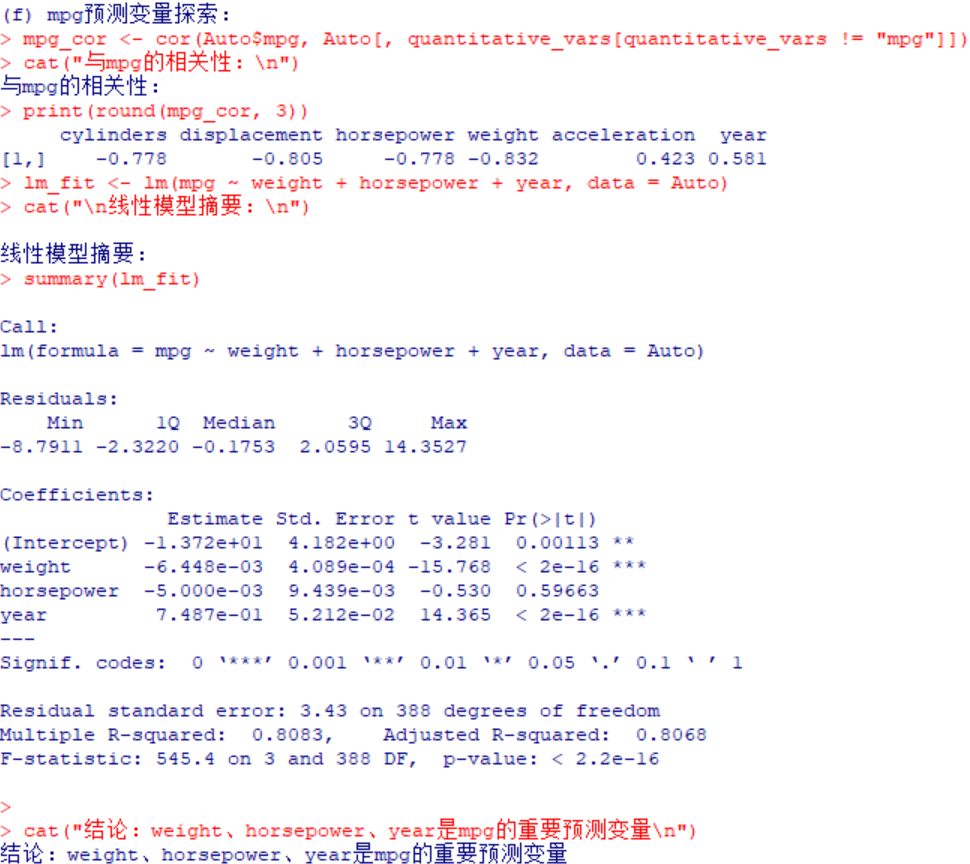 (f) mpg预测变量探索：
> mpg_cor <- cor(Auto$mpg, Auto[, quantitative_vars[quantitative_vars != "mpg"]])
> cat("与mpg的相关性：\n")
与mpg的相关性：
> print(round(mpg_cor, 3))
     cylinders displacement horsepower weight acceleration  year
[1,]    -0.778       -0.805     -0.778 -0.832        0.423 0.581
> lm_fit <- lm(mpg ~ weight + horsepower + year, data = Auto)
> cat("\n线性模型摘要：\n")

线性模型摘要：
> summary(lm_fit)

Call:
lm(formula = mpg ~ weight + horsepower + year, data = Auto)

Residuals:
    Min      1Q  Median      3Q     Max
-8.7911 -2.3220 -0.1753  2.0595 14.3527

Coefficients:
              Estimate Std. Error t value Pr(>|t|)
(Intercept) -1.372e+01  4.182e+00  -3.281  0.00113 **
weight      -6.448e-03  4.089e-04 -15.768  < 2e-16 ***
horsepower  -5.000e-03  9.439e-03  -0.530  0.59663
year         7.487e-01  5.212e-02  14.365  < 2e-16 ***
---
Signif. codes:  0 ‘***’ 0.001 ‘**’ 0.01 ‘*’ 0.05 ‘.’ 0.1 ‘ ’ 1

Residual standard error: 3.43 on 388 degrees of freedom
Multiple R-squared:  0.8083,    Adjusted R-squared:  0.8068
F-statistic: 545.4 on 3 and 388 DF,  p-value: < 2.2e-16

>
> cat("结论：weight、horsepower、year是mpg的重要预测变量\n")
结论：weight、horsepower、year是mpg的重要预测变量